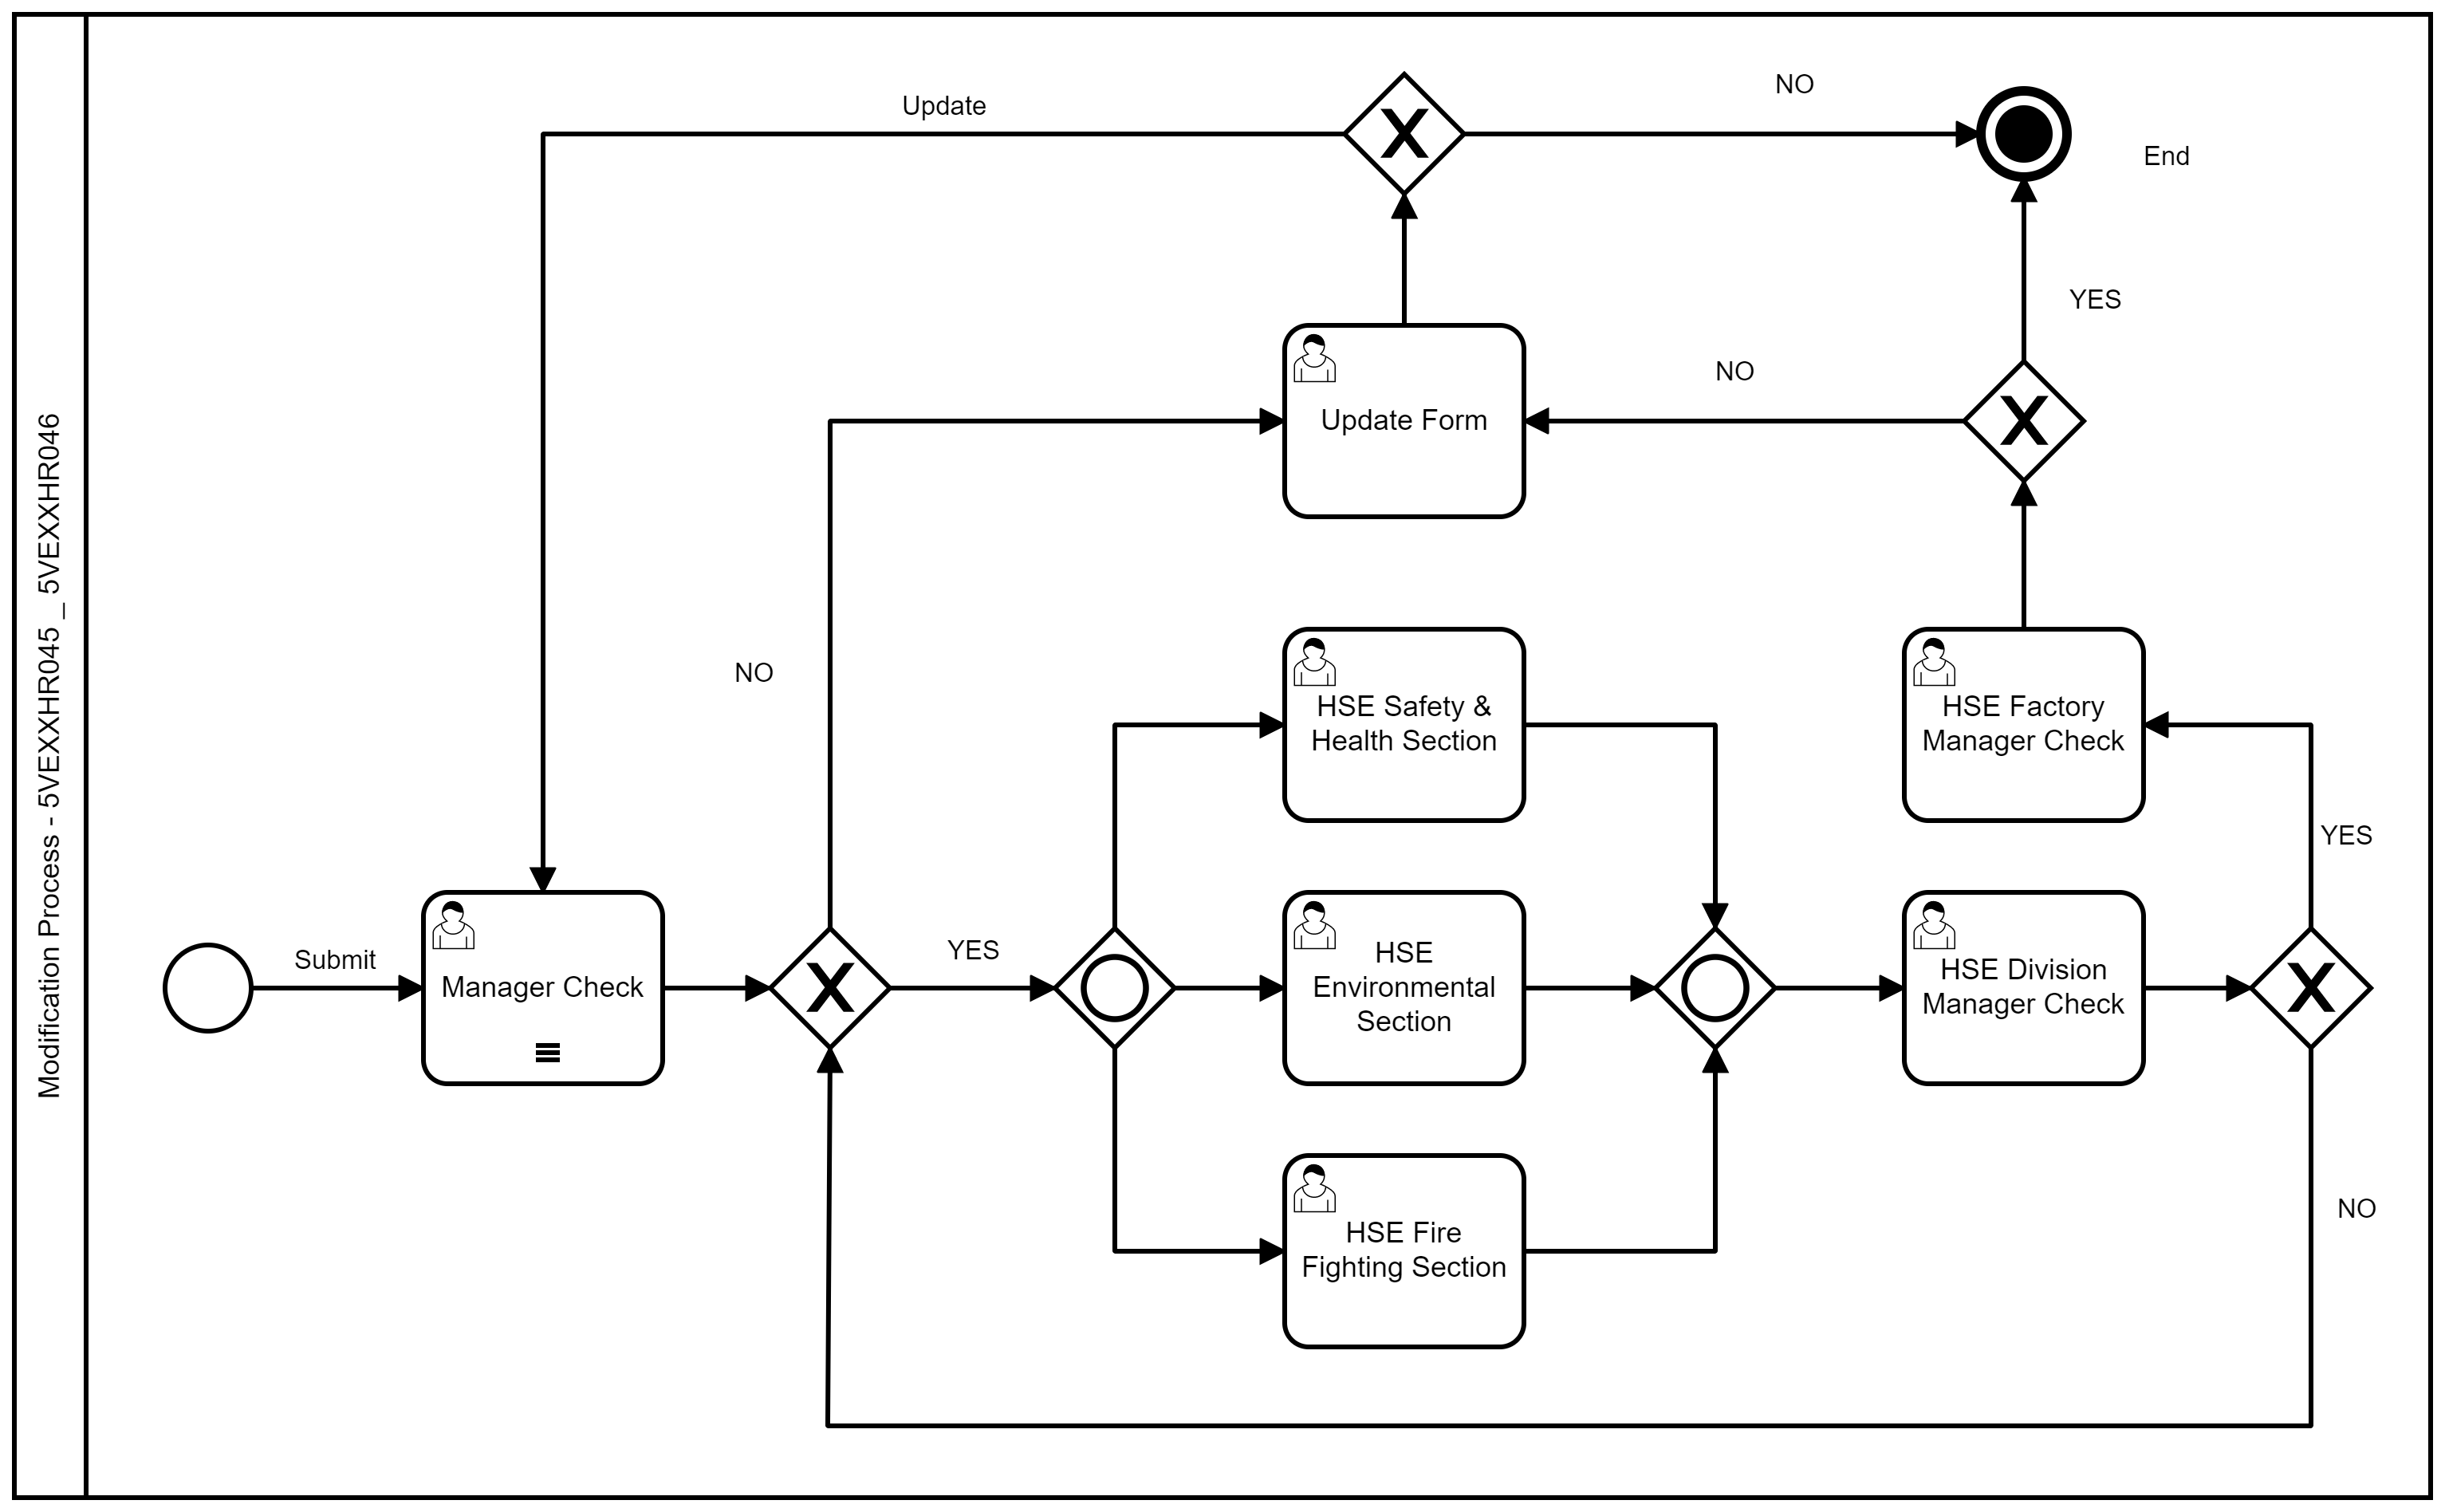 Modification Process - 5VEXXHR045 _ 5VEXXHR046
Update
NO
End
YES
NO
Update Form
NO
HSE Safety &
Health Section
HSE Factory
Manager Check
YES
Submit
Manager Check
YES
HSE
Environmental
Section
HSE Division
Manager Check
NO
HSE Fire
Fighting Section